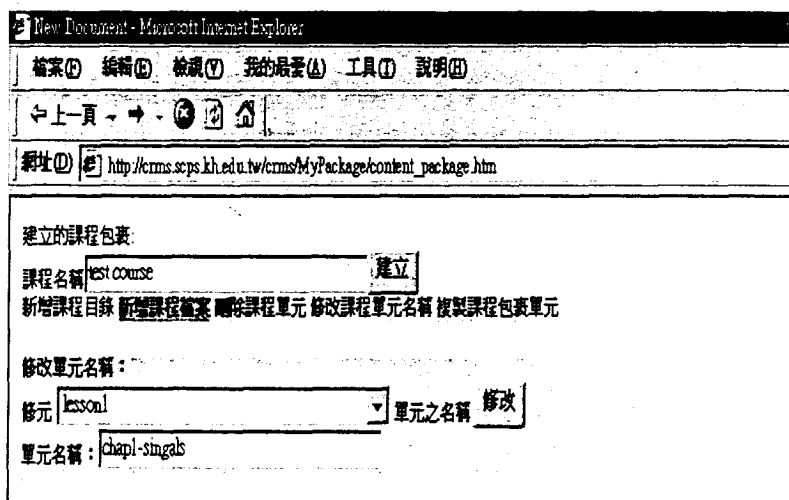 New Document - Microsoft Internet Explorer
檔案(F) 編輯(E) 檢視(V) 我的最愛(A) 工具(T) 說明(H)
上一頁
網址(D) http://crms.scps.kh.edu.tw/crms/MyPackage/content_package.htm
建立的課程包裹:
課程名稱 test course 建立
新增課程目錄 新增課程檔案 刪除課程單元 修改課程單元名稱 複製課程包裹單元
修改單元名稱：
修元 lesson1 單元之名稱 修改
單元名稱：chap1-singals